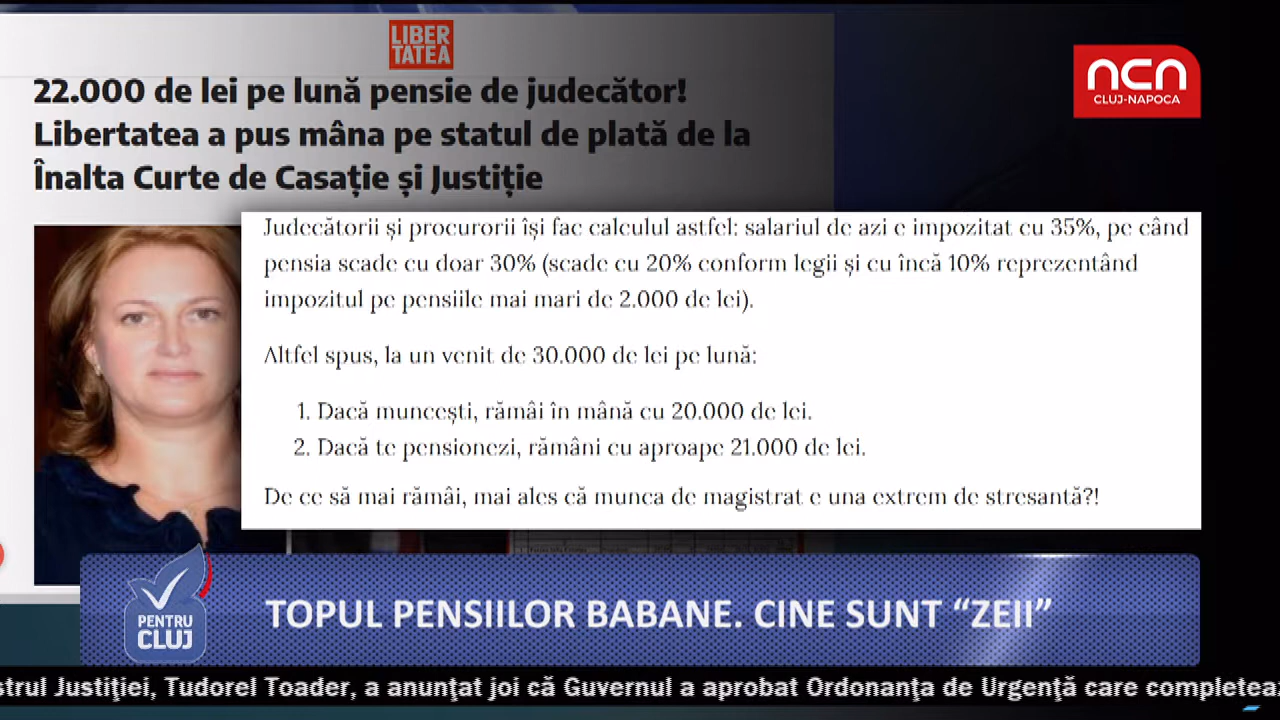 LIBER
TATEA
22.000 de lei pe lună pensie de judecător!
Libertatea a pus mâna pe statul de plată de la
Înalta Curte de Casație și Justiție
ncn
CLUJ-NAPOCA
Judecătorii și procurorii își fac calculul astfel: salariul de azi e impozitat cu 35%, pe când
pensia scade cu doar 30% (scade cu 20% conform legii și cu încă 10% reprezentând
impozitul pe pensiile mai mari de 2.000 de lei).
Altfel spus, la un venit de 30.000 de lei pe lună:
1. Dacă muncești, rămâi în mână cu 20.000 de lei.
2. Dacă te pensionezi, rămâni cu aproape 21.000 de lei.
De ce să mai rămâi, mai ales că munca de magistrat e una extrem de stresantă?!
PENTRU
CLUJ
TOPUL PENSIILOR BABANE. CINE SUNT “ZEII”
strul Justiţiei, Tudorel Toader, a anunţat joi că Guvernul a aprobat Ordonanţa de Urgenţă care completeaz